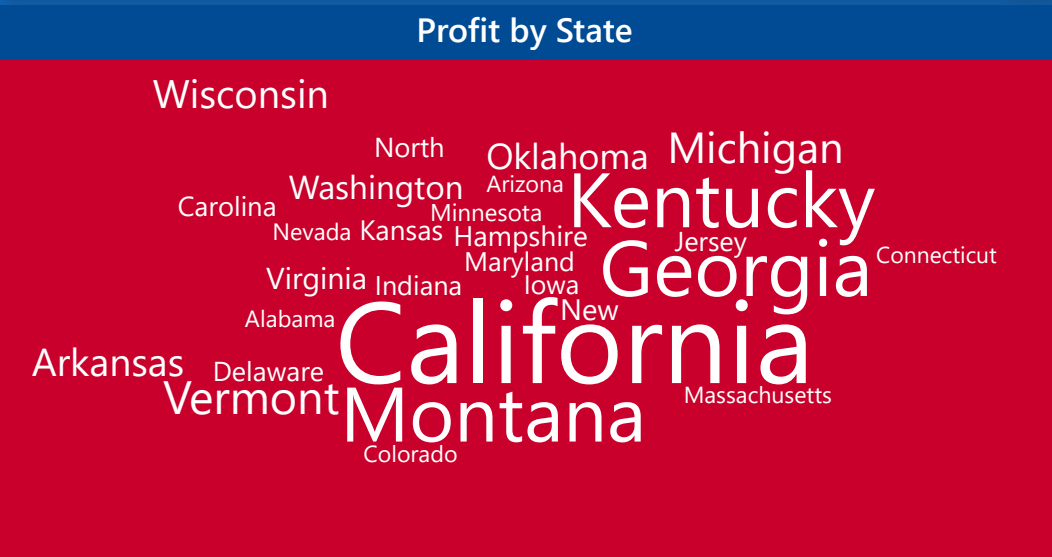 Profit by State
Wisconsin
North
Oklahoma
Michigan
Washington
Arizona
Kentucky
Carolina
Minnesota
Nevada
Kansas
Hampshire
Jersey
Georgia
Connecticut
Maryland
Virginia
Indiana
Iowa
New
Alabama
California
Arkansas
Delaware
Vermont
Montana
Massachusetts
Colorado